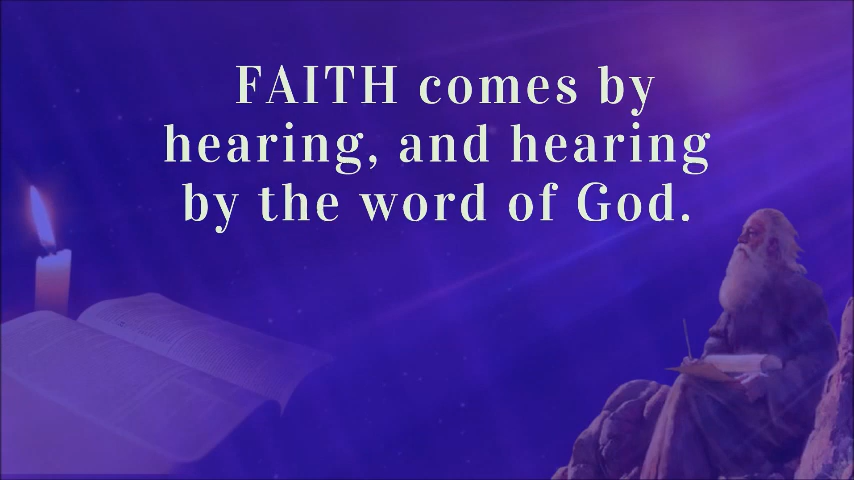 FAITH comes by
hearing, and hearing
by the word of God.